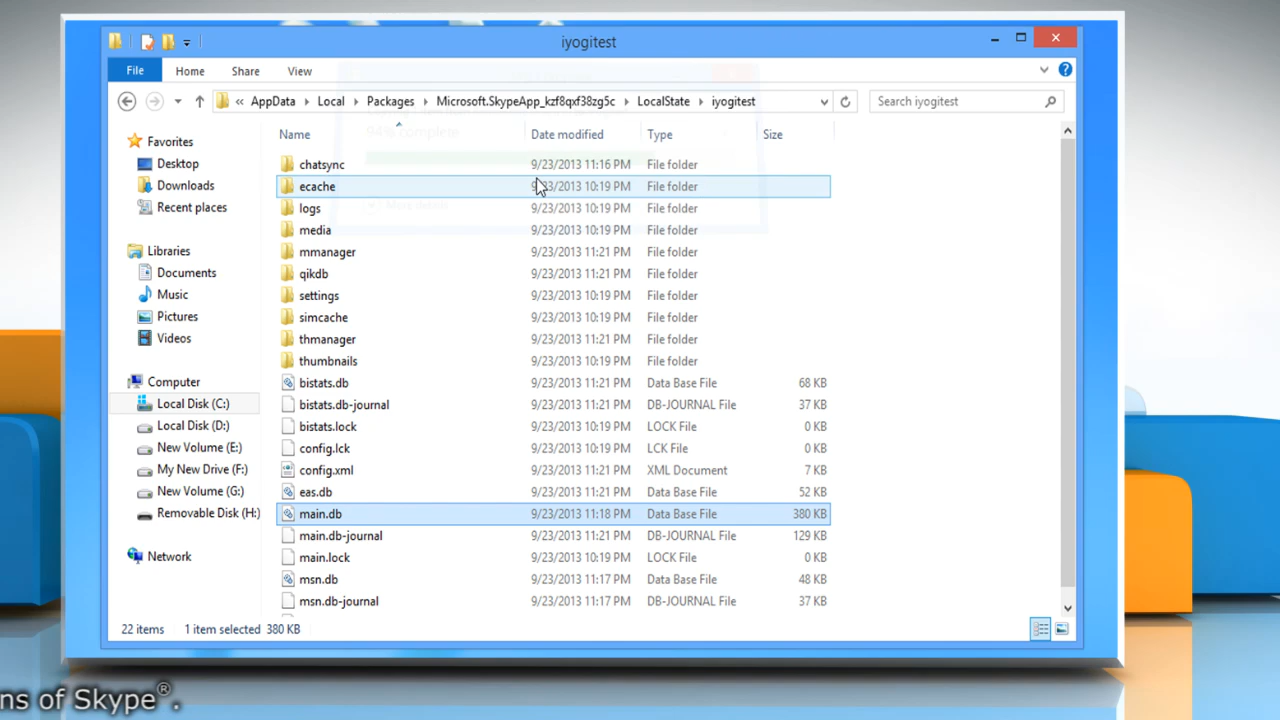 iyogitest
File Home Share View
« AppData Local Packages Microsoft.SkypeApp_kzf8qxf38zg5c LocalState iyogitest Search iyogitest
Name Date modified Type Size
94% complete
Favorites
Desktop
Downloads
Recent places
Libraries
Documents
Music
Pictures
Videos
Computer
Local Disk (C:)
Local Disk (D:)
New Volume (E:)
My New Drive (F:)
New Volume (G:)
Removable Disk (H:)
Network
chatsync 9/23/2013 11:16 PM File folder
ecache 9/23/2013 10:19 PM File folder
logs 9/23/2013 10:19 PM File folder
More details
media 9/23/2013 10:19 PM File folder
mmanager 9/23/2013 11:21 PM File folder
qikdb 9/23/2013 11:21 PM File folder
settings 9/23/2013 10:19 PM File folder
simcache 9/23/2013 10:19 PM File folder
thmanager 9/23/2013 11:21 PM File folder
thumbnails 9/23/2013 10:19 PM File folder
bistats.db 9/23/2013 11:21 PM Data Base File 68 KB
bistats.db-journal 9/23/2013 11:21 PM DB-JOURNAL File 37 KB
bistats.lock 9/23/2013 10:19 PM LOCK File 0 KB
config.lck 9/23/2013 11:21 PM LCK File 0 KB
config.xml 9/23/2013 11:21 PM XML Document 7 KB
eas.db 9/23/2013 11:21 PM Data Base File 52 KB
main.db 9/23/2013 11:18 PM Data Base File 380 KB
main.db-journal 9/23/2013 11:21 PM DB-JOURNAL File 129 KB
main.lock 9/23/2013 10:19 PM LOCK File 0 KB
msn.db 9/23/2013 11:17 PM Data Base File 48 KB
msn.db-journal 9/23/2013 11:17 PM DB-JOURNAL File 37 KB
22 items 1 item selected 380 KB
ns of Skype®.